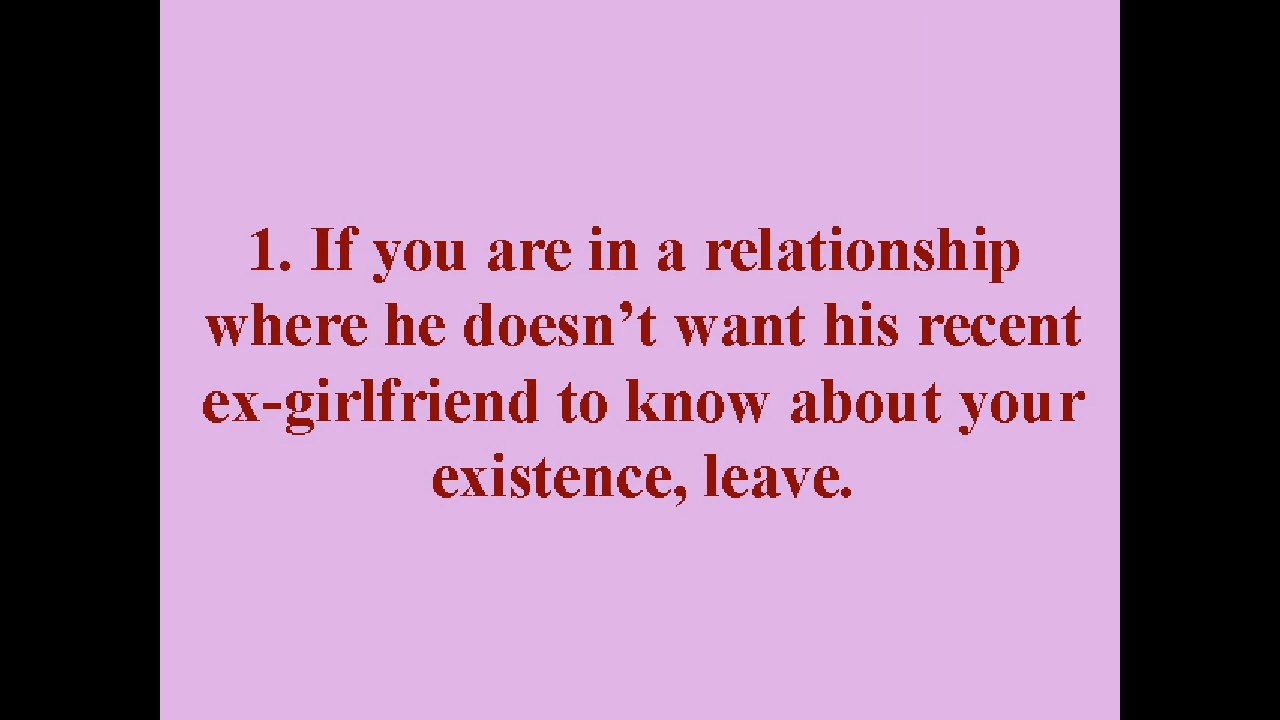 1. If you are in a relationship
where he doesn’t want his recent
ex-girlfriend to know about your
existence, leave.